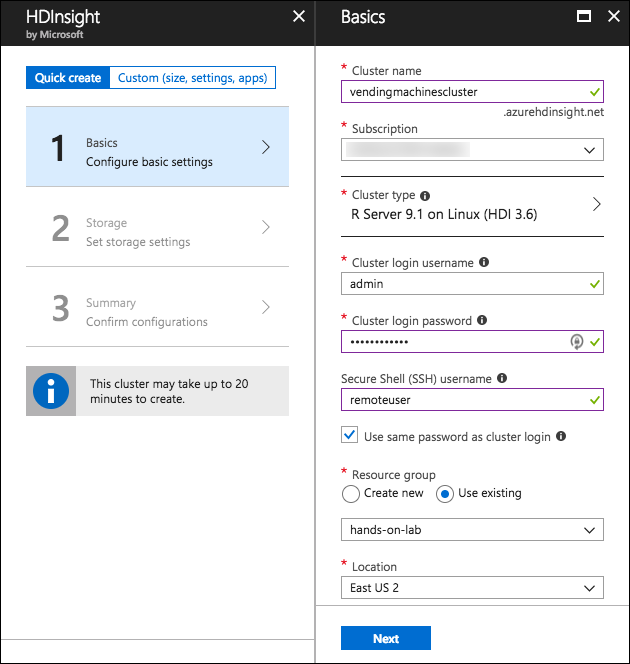 HDInsight
by Microsoft
Quick create
Custom (size, settings, apps)
1
Basics
Configure basic settings
2
Storage
Set storage settings
3
Summary
Confirm configurations
This cluster may take up to 20
minutes to create.
Basics
* Cluster name
vendingmachinescluster
.azurehdinsight.net
* Subscription
* Cluster type
R Server 9.1 on Linux (HDI 3.6)
* Cluster login username
admin
* Cluster login password
••••••••••••
Secure Shell (SSH) username
remoteuser
Use same password as cluster login
* Resource group
Create new
Use existing
hands-on-lab
* Location
East US 2
Next